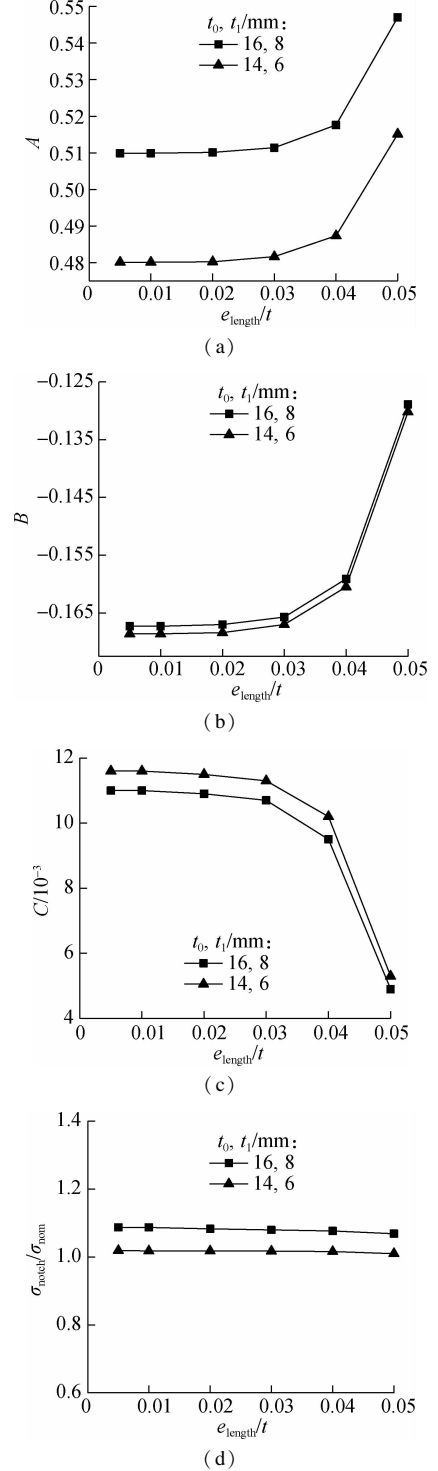 0.55
0.54
0.53
0.52
0.51
0.50
0.49
0.48
A
t₀, t₁/mm：
16, 8
14, 6
0 0.01 0.02 0.03 0.04 0.05
e_length/t
（a）
−0.125
−0.135
−0.145
−0.155
−0.165
B
t₀, t₁/mm：
16, 8
14, 6
0 0.01 0.02 0.03 0.04 0.05
e_length/t
（b）
12
10
8
6
4
C/10⁻³
t₀, t₁/mm：
16, 8
14, 6
0 0.01 0.02 0.03 0.04 0.05
e_length/t
（c）
1.4
1.2
1.0
0.8
0.6
σ_notch/σ_nom
t₀, t₁/mm：
16, 8
14, 6
0 0.01 0.02 0.03 0.04 0.05
e_length/t
（d）